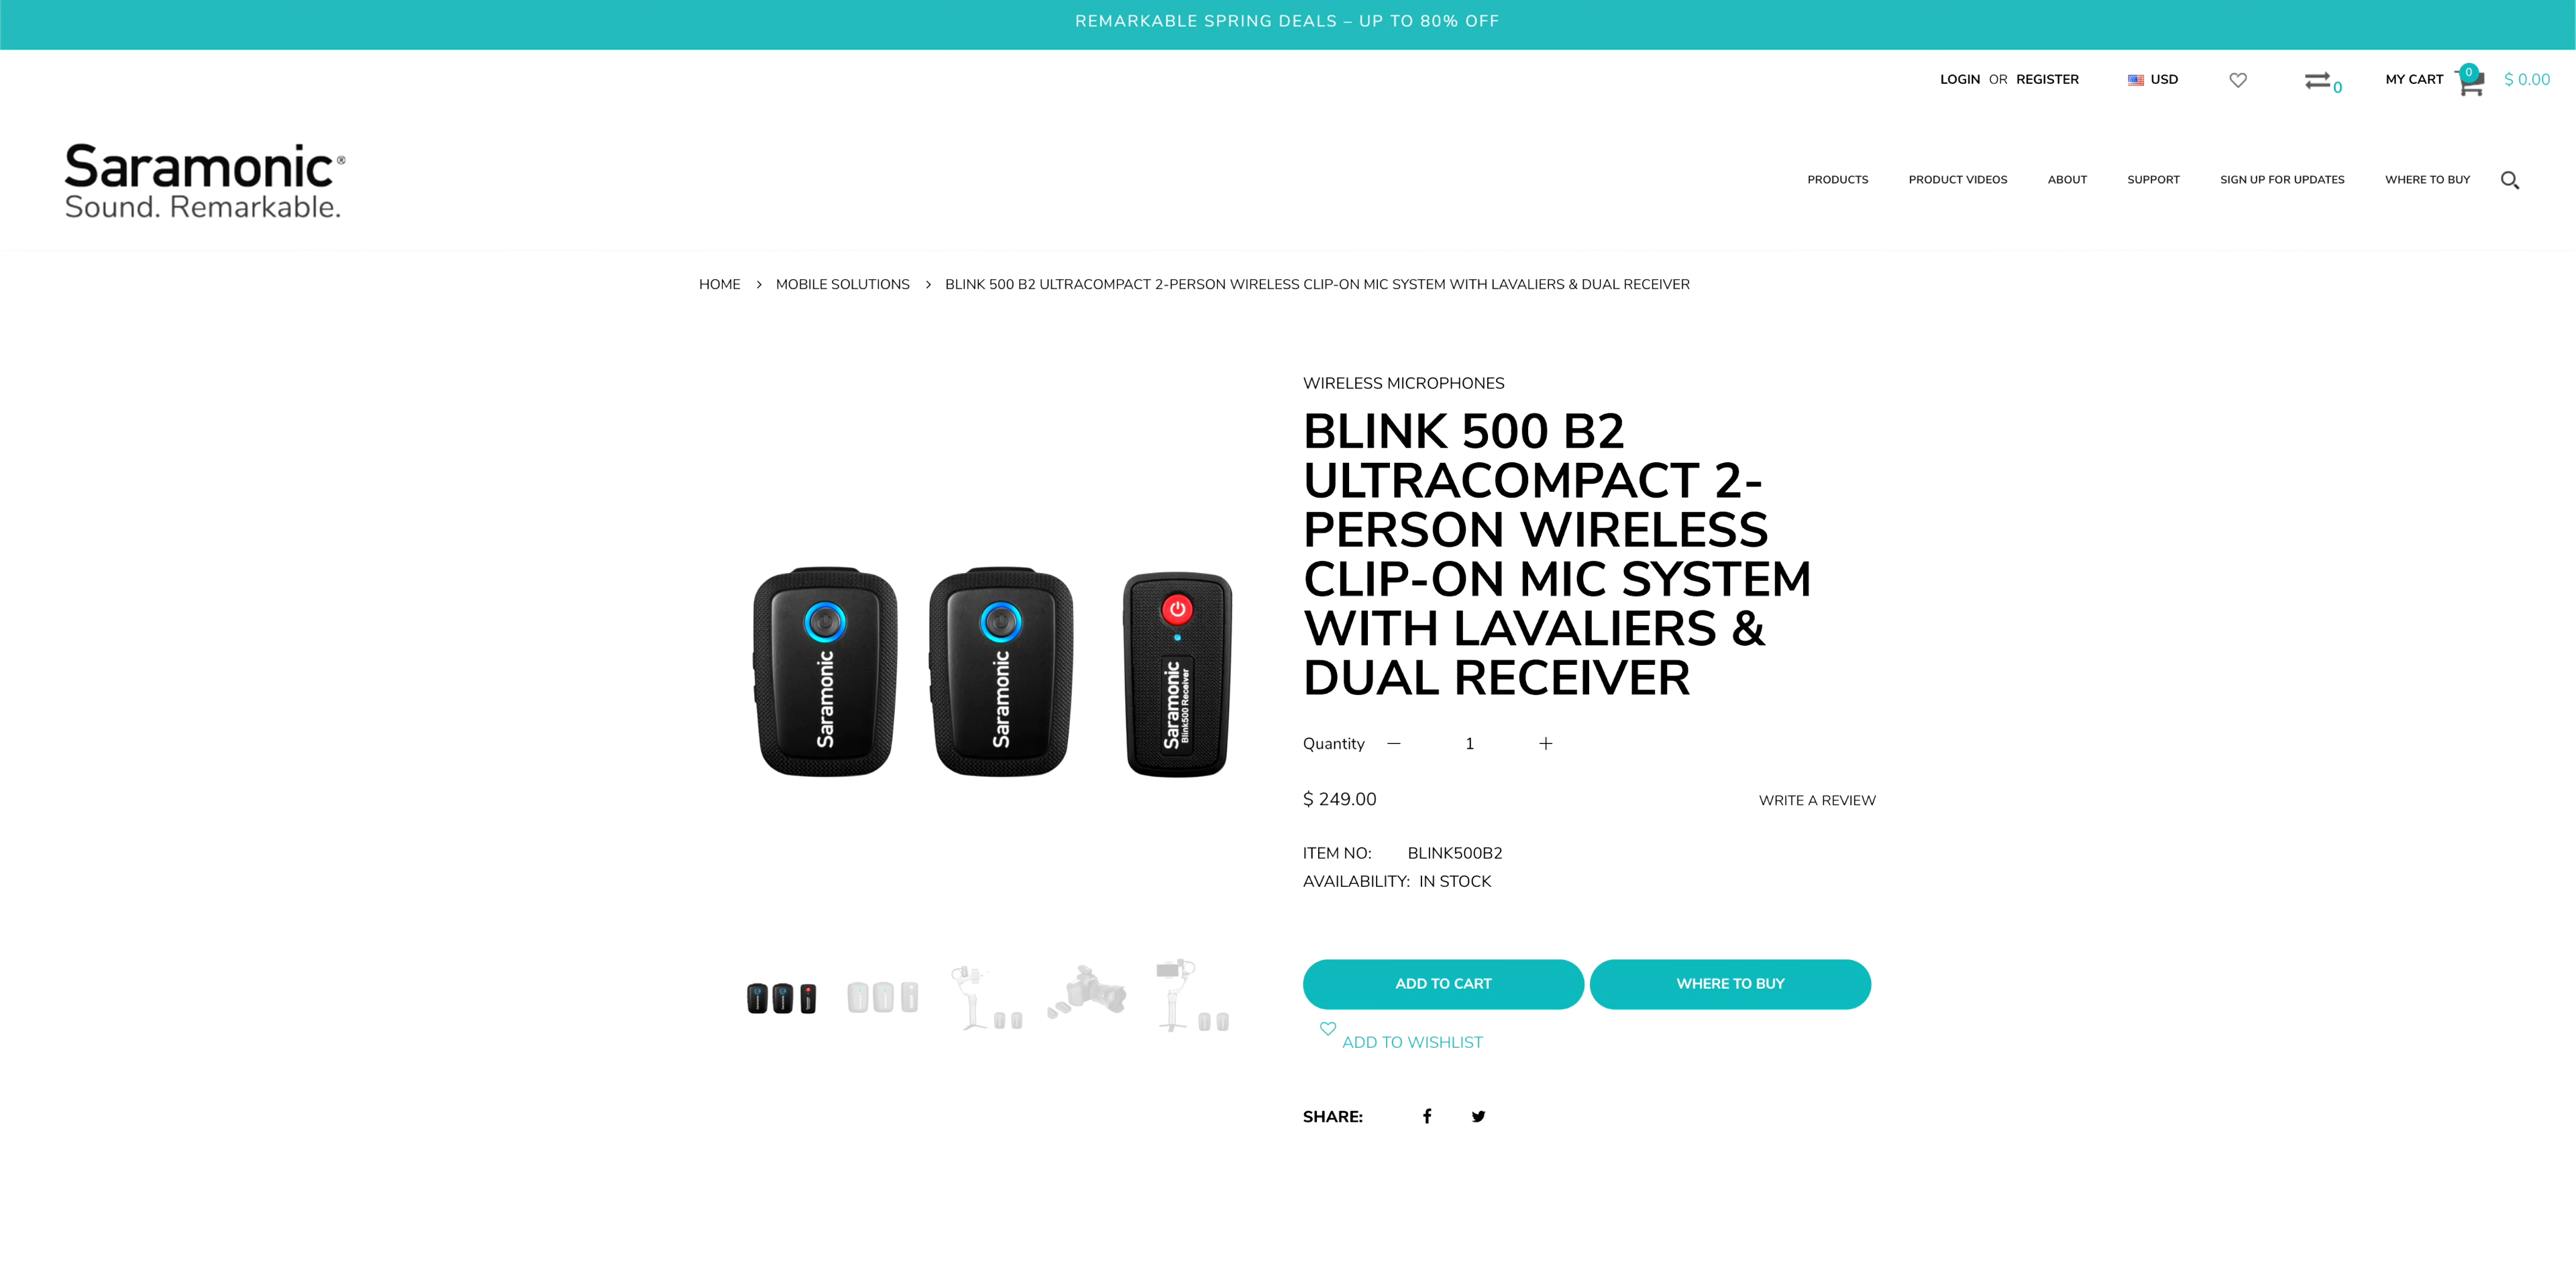 REMARKABLE SPRING DEALS – UP TO 80% OFF
LOGIN OR REGISTER USD 0 MY CART 0 $ 0.00
Saramonic®
Sound. Remarkable.
PRODUCTS PRODUCT VIDEOS ABOUT SUPPORT SIGN UP FOR UPDATES WHERE TO BUY
HOME > MOBILE SOLUTIONS > BLINK 500 B2 ULTRACOMPACT 2-PERSON WIRELESS CLIP-ON MIC SYSTEM WITH LAVALIERS & DUAL RECEIVER
Saramonic
Saramonic
Saramonic
Blink500 Receiver
WIRELESS MICROPHONES
BLINK 500 B2
ULTRACOMPACT 2-
PERSON WIRELESS
CLIP-ON MIC SYSTEM
WITH LAVALIERS &
DUAL RECEIVER
Quantity — 1 +
$ 249.00 WRITE A REVIEW
ITEM NO: BLINK500B2
AVAILABILITY: IN STOCK
ADD TO CART WHERE TO BUY
ADD TO WISHLIST
SHARE: